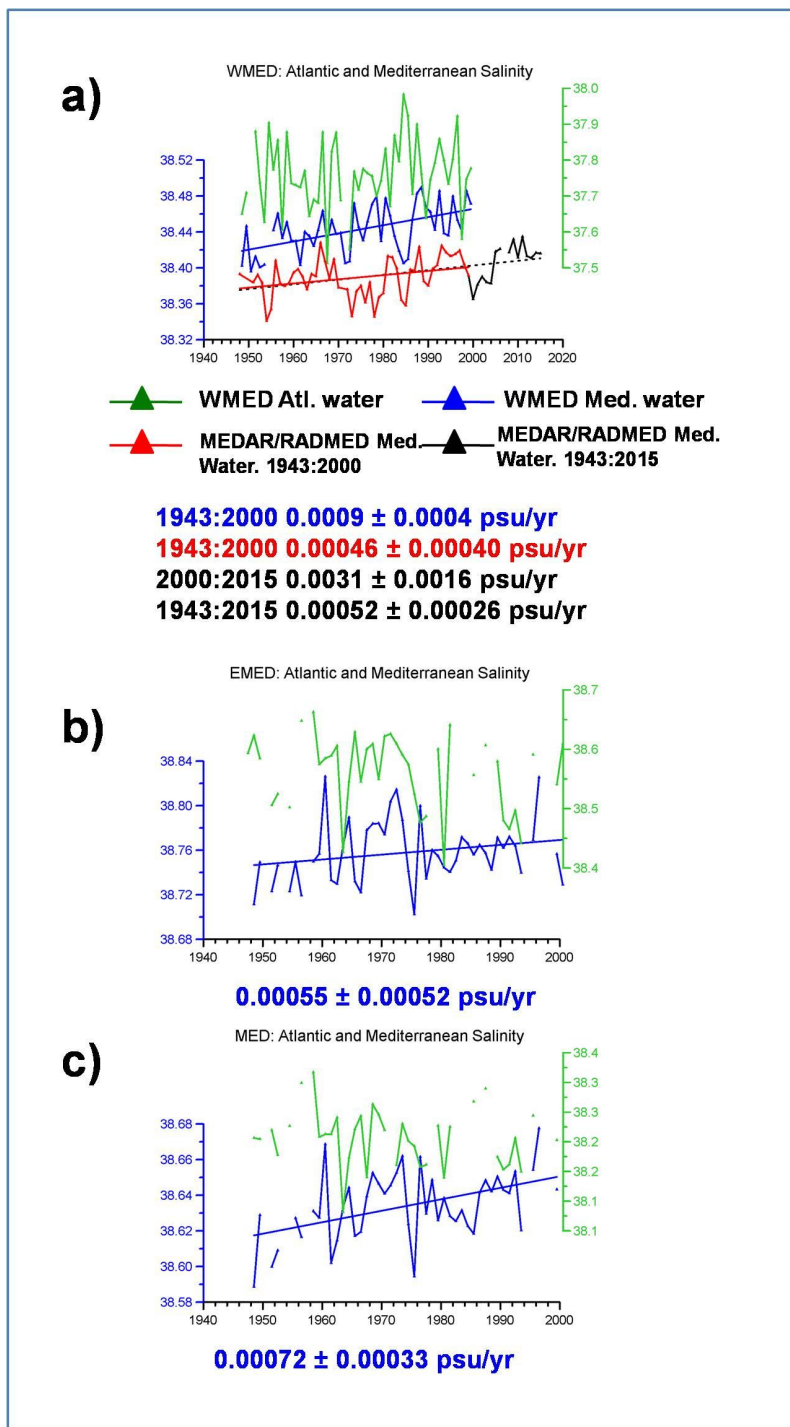 a)
WMED: Atlantic and Mediterranean Salinity
38.0
37.9
37.8
37.7
37.6
37.5
38.52
38.48
38.44
38.40
38.36
38.32
1940 1950 1960 1970 1980 1990 2000 2010 2020
WMED Atl. water
WMED Med. water
MEDAR/RADMED Med.
Water. 1943:2000
MEDAR/RADMED Med.
Water. 1943:2015
1943:2000 0.0009 ± 0.0004 psu/yr
1943:2000 0.00046 ± 0.00040 psu/yr
2000:2015 0.0031 ± 0.0016 psu/yr
1943:2015 0.00052 ± 0.00026 psu/yr
b)
EMED: Atlantic and Mediterranean Salinity
38.7
38.6
38.5
38.4
38.84
38.80
38.76
38.72
38.68
1940 1950 1960 1970 1980 1990 2000
0.00055 ± 0.00052 psu/yr
c)
MED: Atlantic and Mediterranean Salinity
38.4
38.3
38.3
38.2
38.2
38.1
38.1
38.68
38.66
38.64
38.62
38.60
38.58
1940 1950 1960 1970 1980 1990 2000
0.00072 ± 0.00033 psu/yr